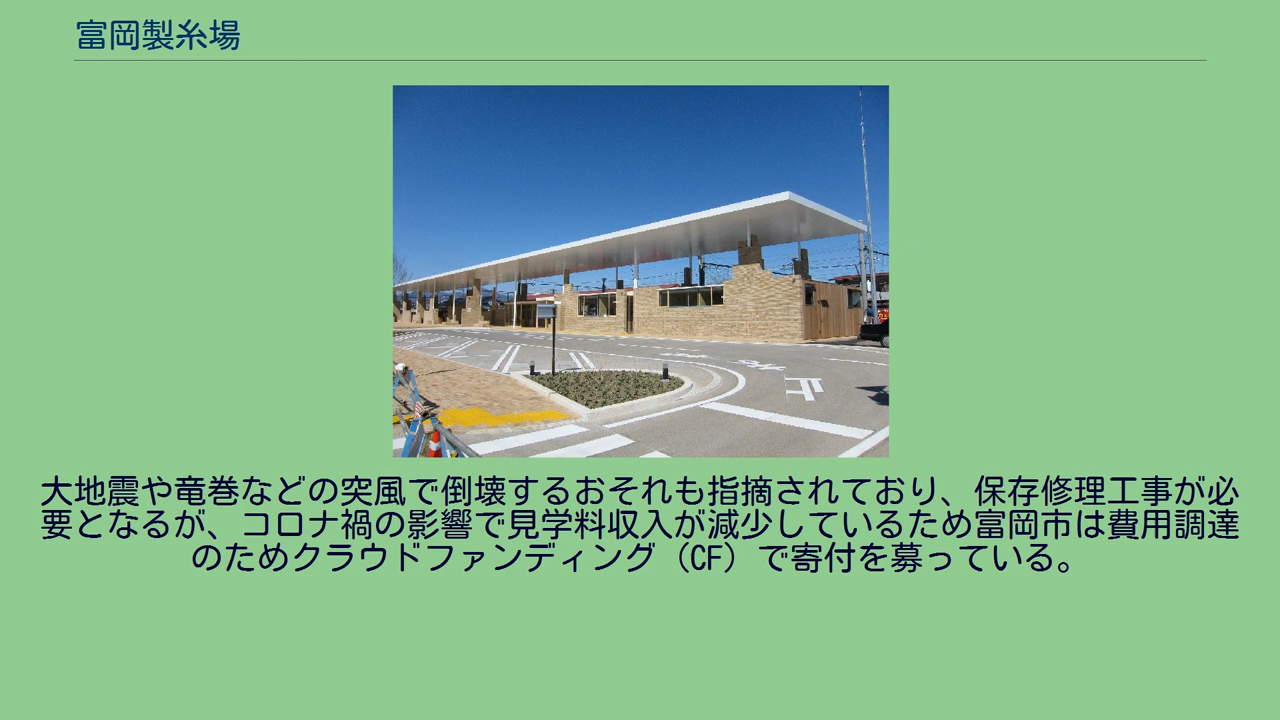 富岡製糸場
大地震や竜巻などの突風で倒壊するおそれも指摘されており、保存修理工事が必
要となるが、コロナ禍の影響で見学料収入が減少しているため富岡市は費用調達
のためクラウドファンディング（CF）で寄付を募っている。